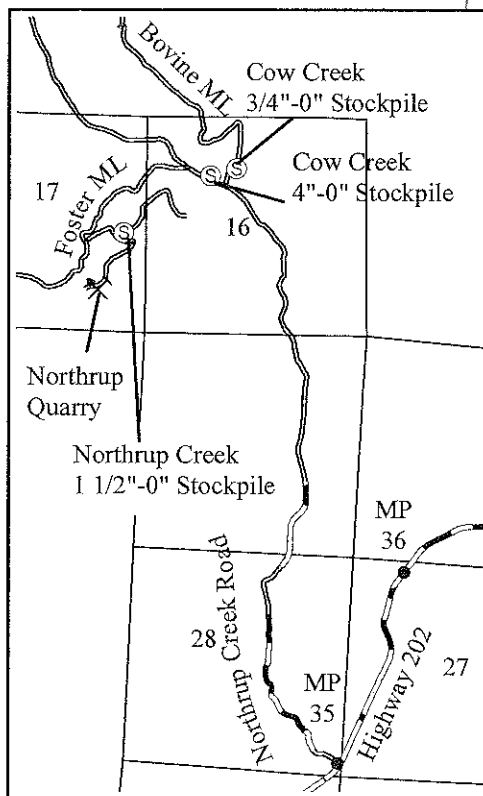 Bovine ML
Cow Creek
3/4"-0" Stockpile
Cow Creek
4"-0" Stockpile
17
Foster ML
S
S
S
16
Northrup
Quarry
Northrup Creek
1 1/2"-0" Stockpile
MP
36
Northrup Creek Road
28
MP
35
Highway 202
27